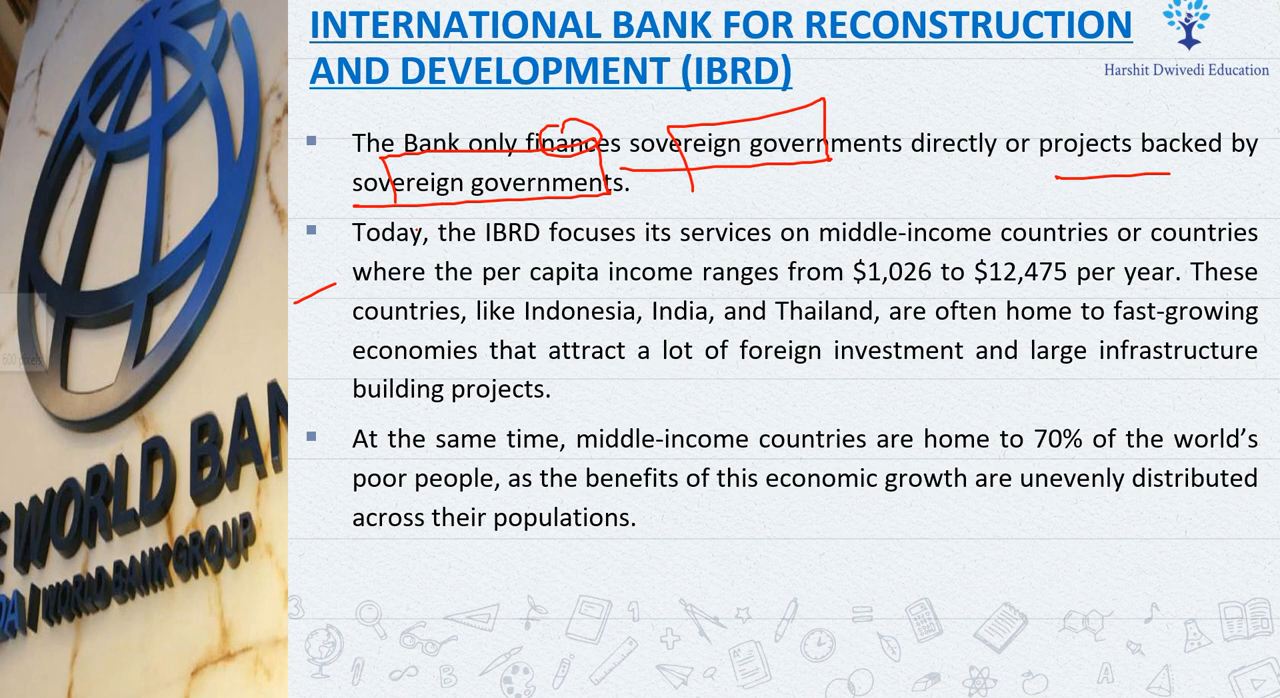 INTERNATIONAL BANK FOR RECONSTRUCTION
AND DEVELOPMENT (IBRD)
Harshit Dwivedi Education
▪ The Bank only finances sovereign governments directly or projects backed by
sovereign governments.
▪ Today, the IBRD focuses its services on middle-income countries or countries
where the per capita income ranges from $1,026 to $12,475 per year. These
countries, like Indonesia, India, and Thailand, are often home to fast-growing
economies that attract a lot of foreign investment and large infrastructure
building projects.
▪ At the same time, middle-income countries are home to 70% of the world's
poor people, as the benefits of this economic growth are unevenly distributed
across their populations.
600 pixels
WORLD BAN
DA | WORLD BANK GROUP